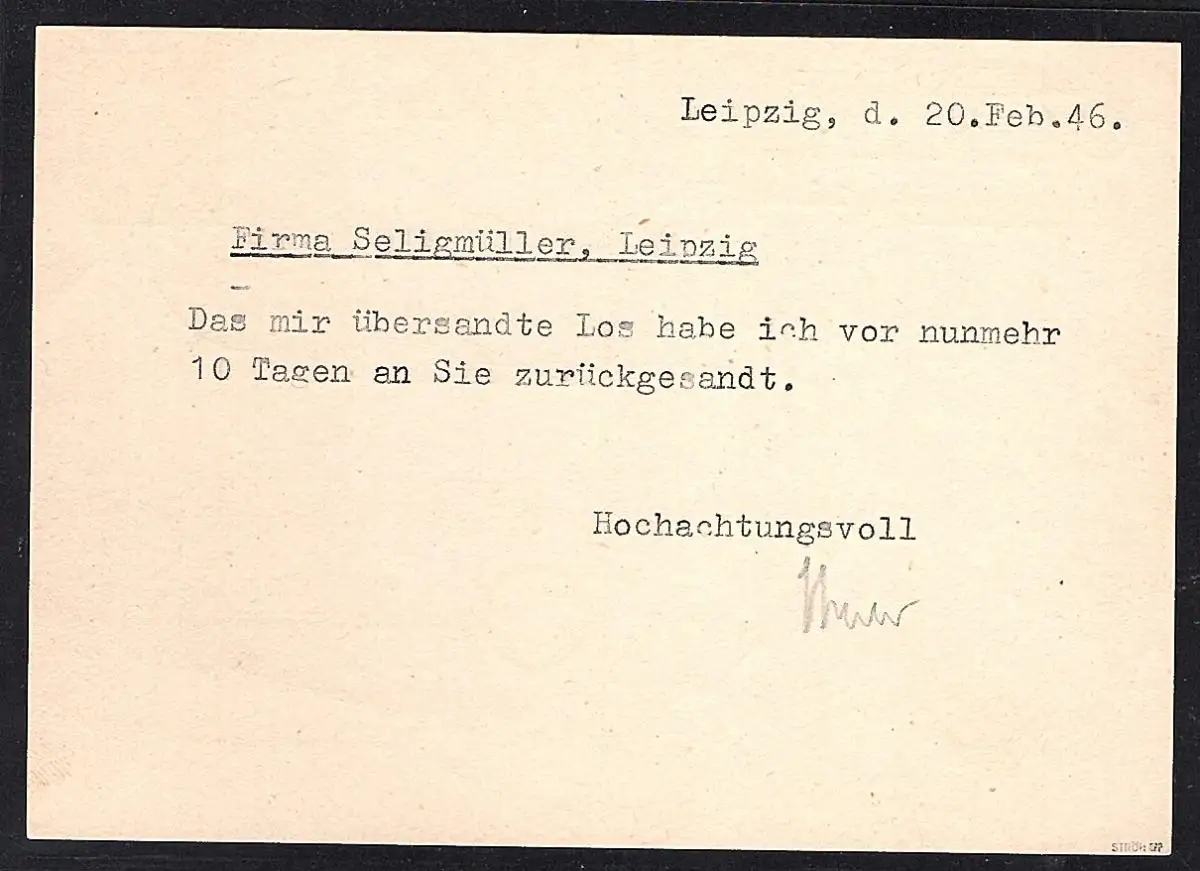 Leipzig, d. 20.Feb.46.
Firma Seligmüller, Leipzig
Das mir übersandte Los habe ich vor nunmehr
10 Tagen an Sie zurückgesandt.
Hochachtungsvoll